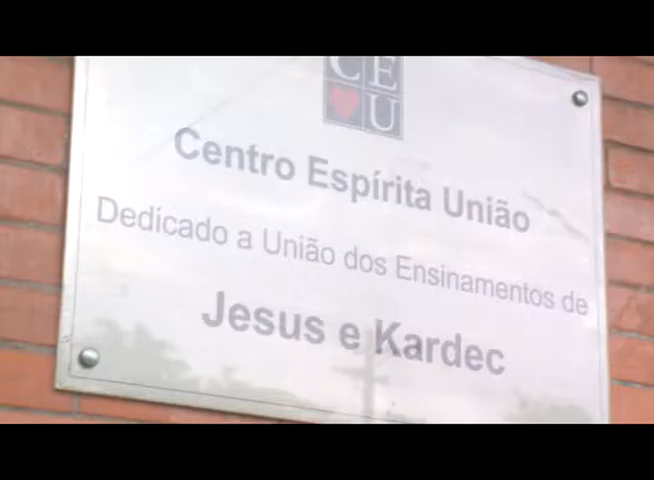 CE
U
Centro Espírita União
Dedicado a União dos Ensinamentos de
Jesus e Kardec